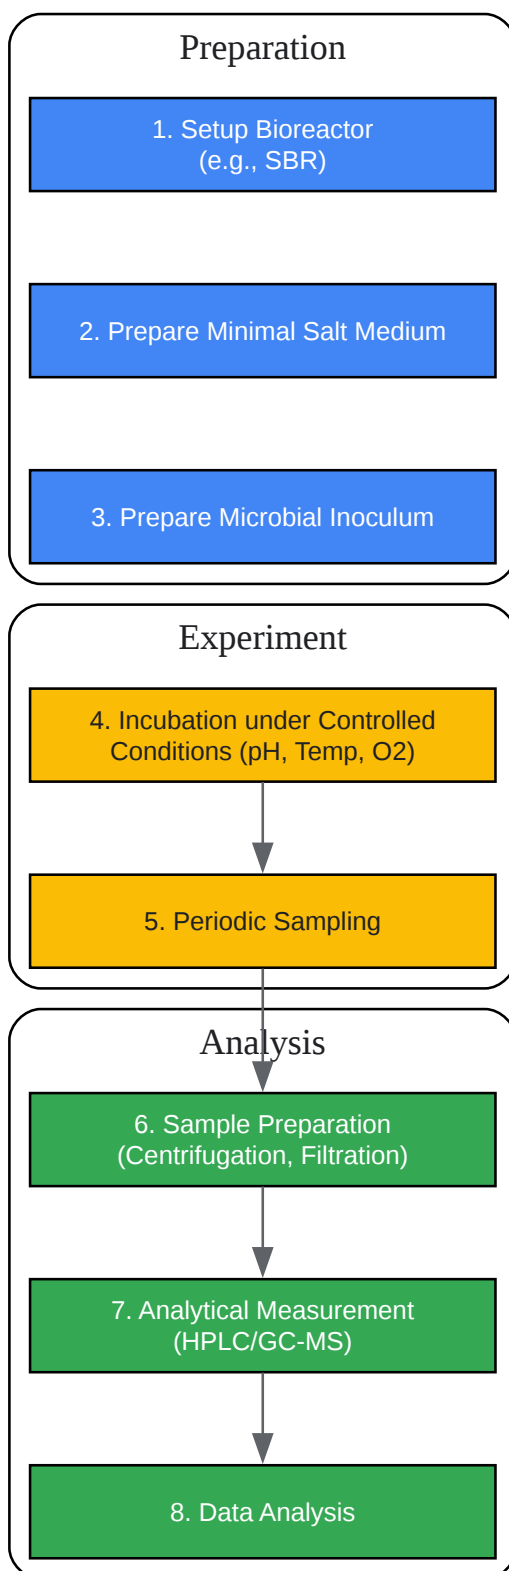 Preparation
1. Setup Bioreactor
(e.g., SBR)
2. Prepare Minimal Salt Medium
3. Prepare Microbial Inoculum
Experiment
4. Incubation under Controlled
Conditions (pH, Temp, O2)
5. Periodic Sampling
Analysis
6. Sample Preparation
(Centrifugation, Filtration)
7. Analytical Measurement
(HPLC/GC-MS)
8. Data Analysis